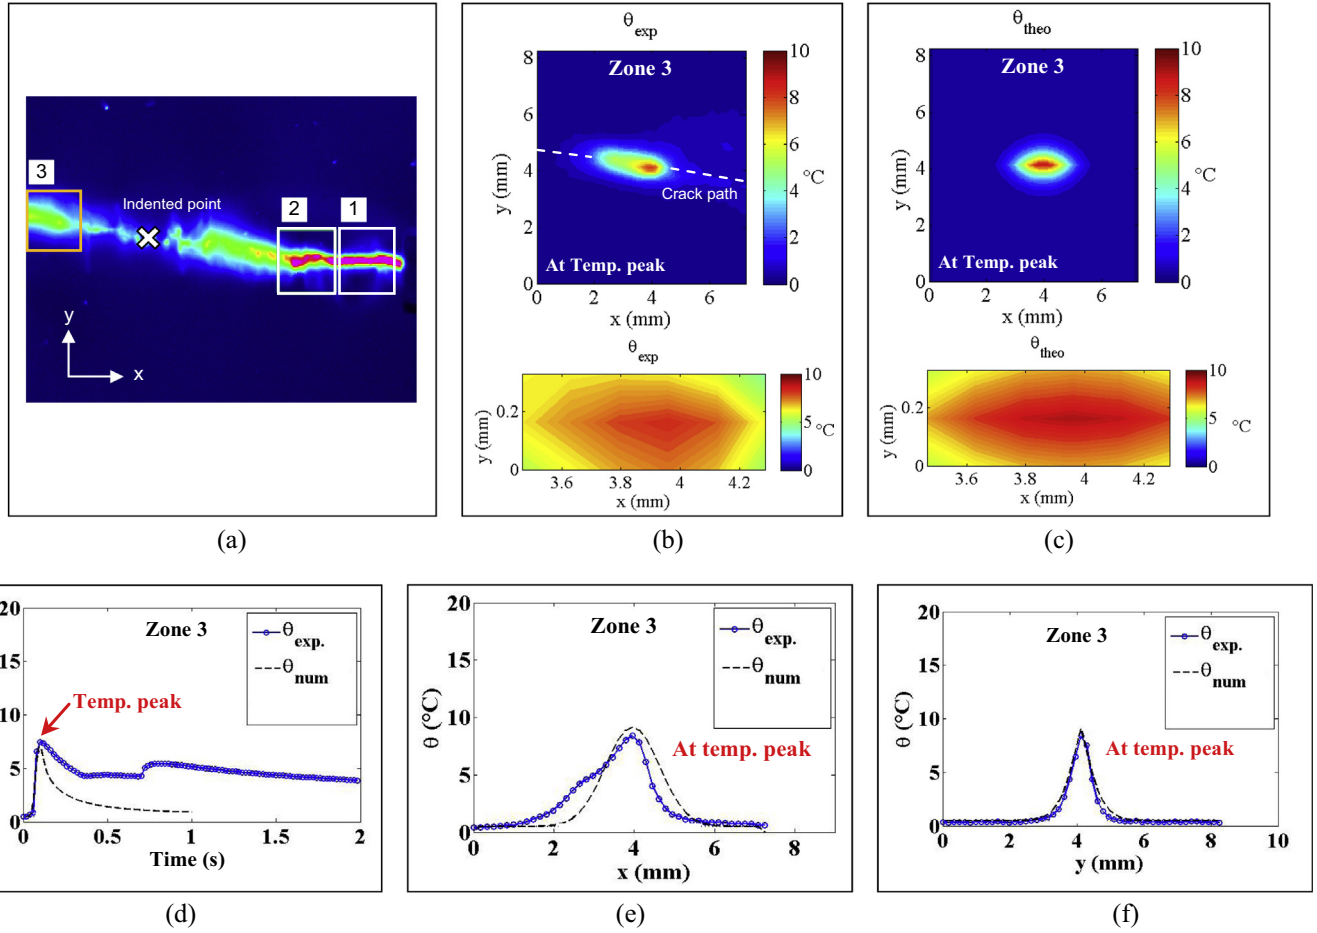 3
Indented point
2
1
y
x
(a)
θexp
10
8
6
4
2
0
Zone 3
Crack path
At Temp. peak
8
6
4
2
0
y (mm)
°C
0
2
4
6
x (mm)
θexp
10
5
0
°C
0.2
0
y (mm)
3.6
3.8
4
4.2
x (mm)
(b)
θtheo
10
8
6
4
2
0
Zone 3
At Temp. peak
8
6
4
2
0
y (mm)
°C
0
2
4
6
x (mm)
θtheo
10
5
0
°C
0.2
0
y (mm)
3.6
3.8
4
4.2
x (mm)
(c)
20
15
10
5
0
Zone 3
θexp.
θnum
Temp. peak
0
0.5
1
1.5
2
Time (s)
(d)
20
15
10
5
0
θ (°C)
Zone 3
θexp.
θnum
At temp. peak
0
2
4
6
8
x (mm)
(e)
20
15
10
5
0
θ (°C)
Zone 3
θexp.
θnum
At temp. peak
0
2
4
6
8
10
y (mm)
(f)